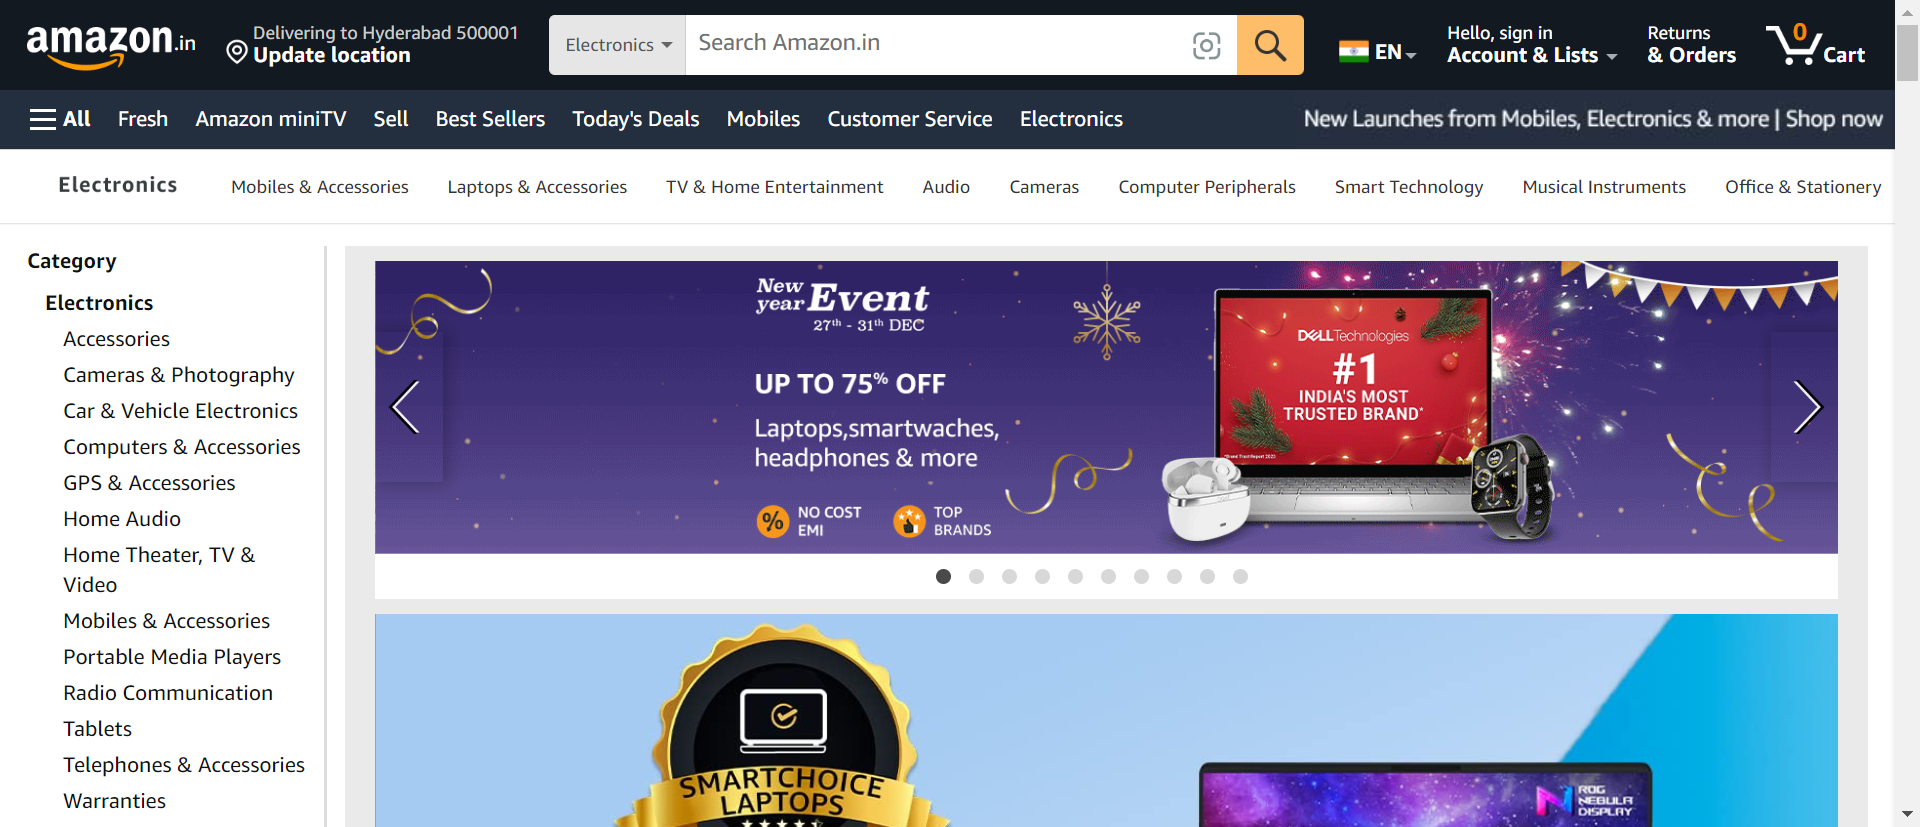 amazon.in
Delivering to Hyderabad 500001
Update location
Electronics
Search Amazon.in
EN
Hello, sign in
Account & Lists
Returns
& Orders
0
Cart
All
Fresh
Amazon miniTV
Sell
Best Sellers
Today's Deals
Mobiles
Customer Service
Electronics
New Launches from Mobiles, Electronics & more | Shop now
Electronics
Mobiles & Accessories
Laptops & Accessories
TV & Home Entertainment
Audio
Cameras
Computer Peripherals
Smart Technology
Musical Instruments
Office & Stationery
Category
Electronics
Accessories
Cameras & Photography
Car & Vehicle Electronics
Computers & Accessories
GPS & Accessories
Home Audio
Home Theater, TV &
Video
Mobiles & Accessories
Portable Media Players
Radio Communication
Tablets
Telephones & Accessories
Warranties
New
year Event
27th - 31th DEC
UP TO 75% OFF
Laptops,smartwaches,
headphones & more
%
NO COST
EMI
TOP
BRANDS
DELL Technologies
#1
INDIA'S MOST
TRUSTED BRAND*
*Brand Trust Report 2023
SMARTCHOICE
LAPTOPS
ROG
NEBULA
DISPLAY